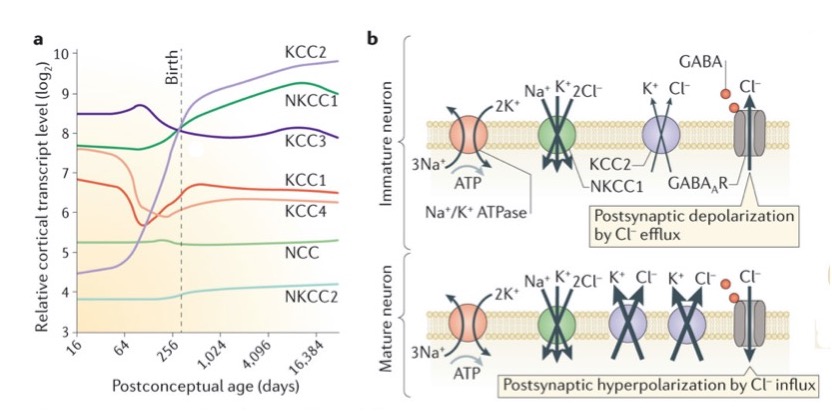 a
Relative cortical transcript level (log₂)
10
9
8
7
6
5
4
3
Birth
KCC2
NKCC1
KCC3
KCC1
KCC4
NCC
NKCC2
16
64
256
1,024
4,096
16,384
Postconceptual age (days)
b
Immature neuron
GABA
2K⁺
Na⁺ K⁺ 2Cl⁻
K⁺ Cl⁻
Cl⁻
3Na⁺
ATP
KCC2
NKCC1
GABA_AR
Na⁺/K⁺ ATPase
Postsynaptic depolarization
by Cl⁻ efflux
Mature neuron
2K⁺
Na⁺ K⁺ 2Cl⁻
K⁺ Cl⁻
K⁺ Cl⁻
Cl⁻
3Na⁺
ATP
Postsynaptic hyperpolarization by Cl⁻ influx